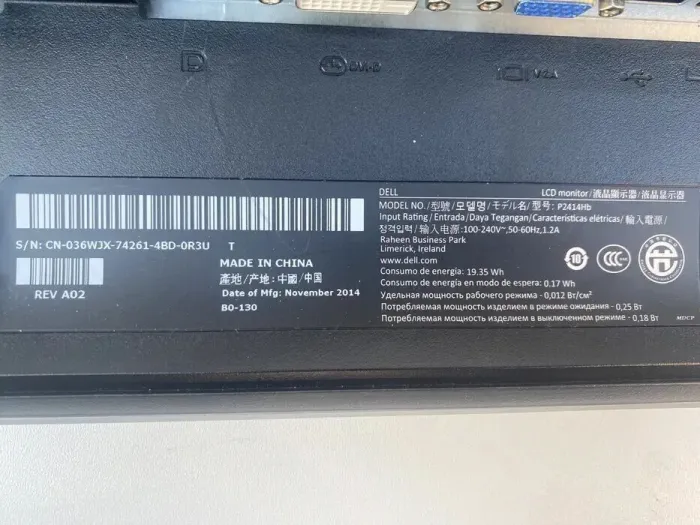 DVI-D
VGA
S/N: CN-036WJX-74261-4BD-0R3U T
REV A02
MADE IN CHINA
產地/产地: 中國/中国
Date of Mfg: November 2014
B0-130
DELL
LCD monitor/液晶顯示器/液晶显示器
MODEL NO./型號/모델명/モデル名/型号: P2414Hb
Input Rating/Entrada/Daya Tegangan/Características elétricas/輸入電源/
정격입력/输入电源:100-240V~,50-60Hz,1.2A
Raheen Business Park
Limerick, Ireland
www.dell.com
Consumo de energía: 19.35 Wh
Consumo de energía en modo de espera: 0.17 Wh
Удельная мощность рабочего режима - 0,012 Вт/см²
Потребляемая мощность изделием в режиме ожидания - 0,25 Вт
Потребляемая мощность изделием в выключенном режиме - 0,18 Вт
10
CCC
MDCP